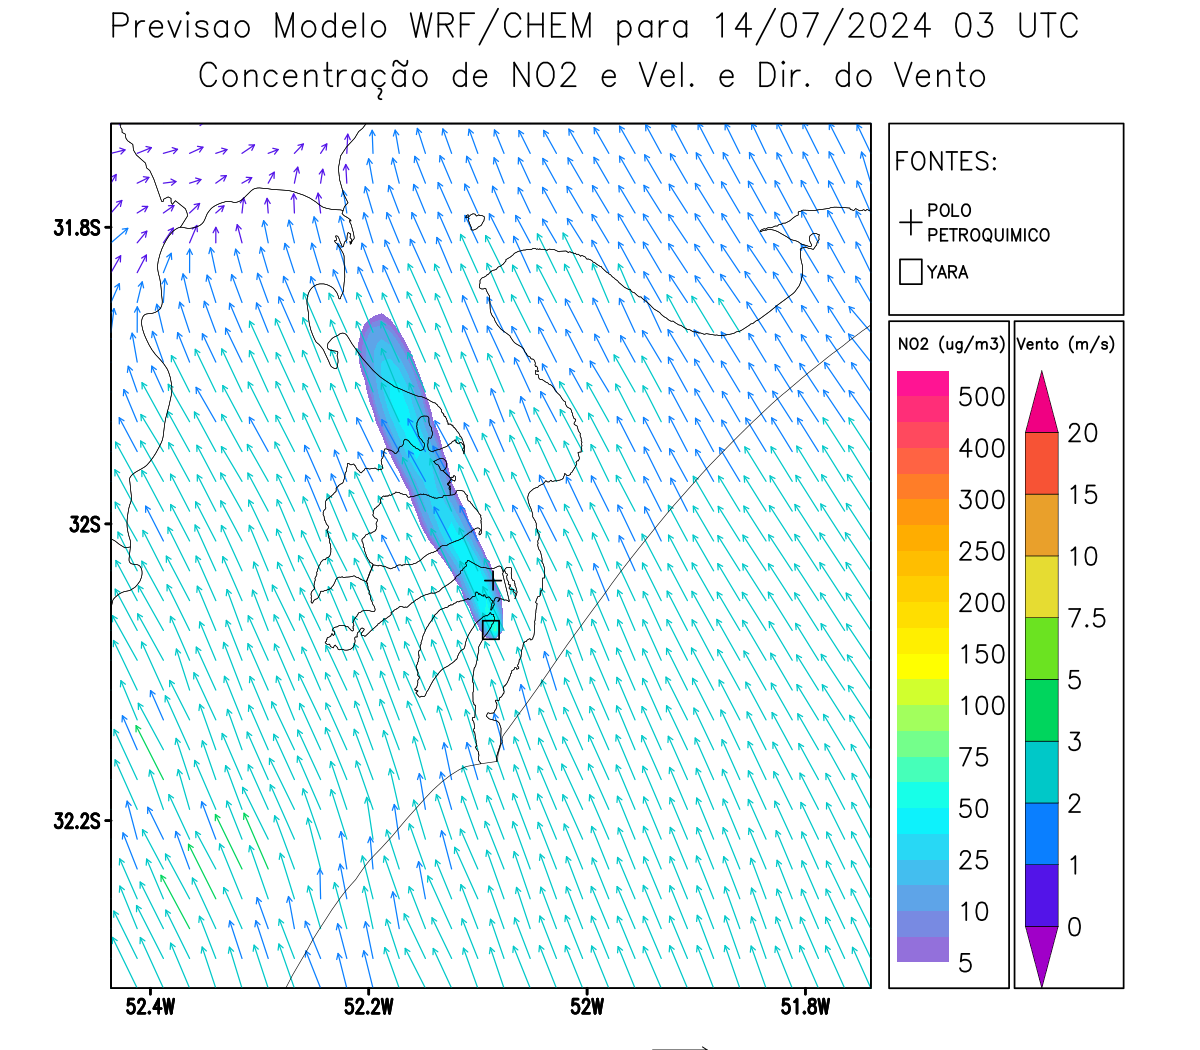 Previsao Modelo WRF/CHEM para 14/07/2024 03 UTC
Concentração de NO2 e Vel. e Dir. do Vento
FONTES:
POLO
PETROQUIMICO
YARA
31.8S
32S
32.2S
52.4W
52.2W
52W
51.8W
NO2 (ug/m3)
500
400
300
250
200
150
100
75
50
25
10
5
Vento (m/s)
20
15
10
7.5
5
3
2
1
0